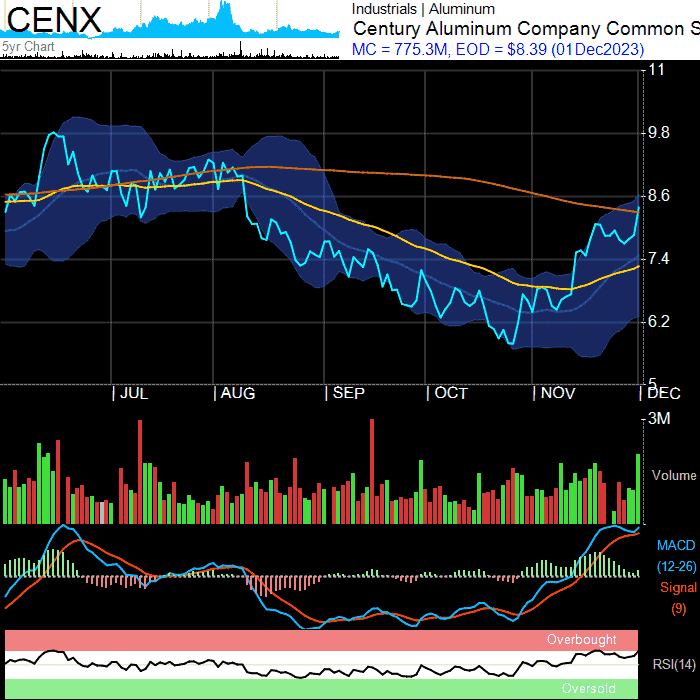 CENX
5yr Chart
Industrials | Aluminum
Century Aluminum Company Common S
MC = 775.3M, EOD = $8.39 (01Dec2023)
11
9.8
8.6
7.4
6.2
5
JUL AUG SEP OCT NOV DEC
3M
Volume
MACD
(12-26)
Signal
(9)
Overbought
RSI(14)
Oversold